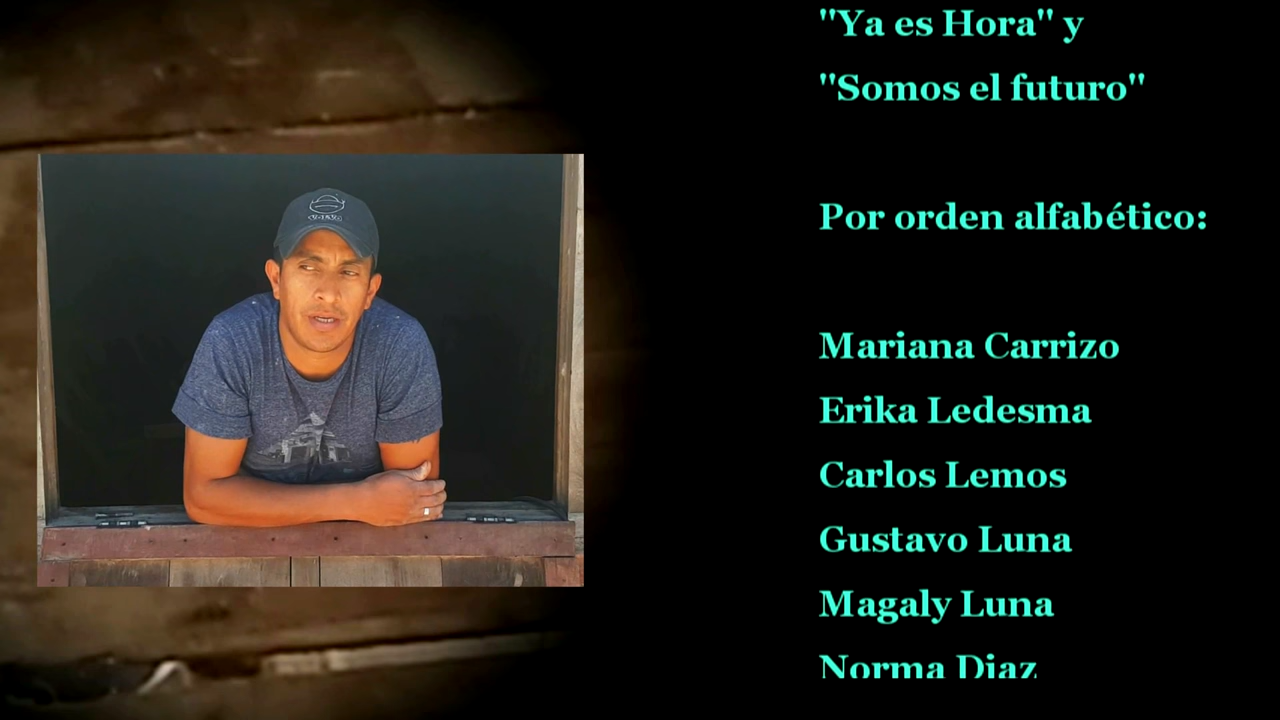 "Ya es Hora" y
"Somos el futuro"
Por orden alfabético:
Mariana Carrizo
Erika Ledesma
Carlos Lemos
Gustavo Luna
Magaly Luna
Norma Diaz